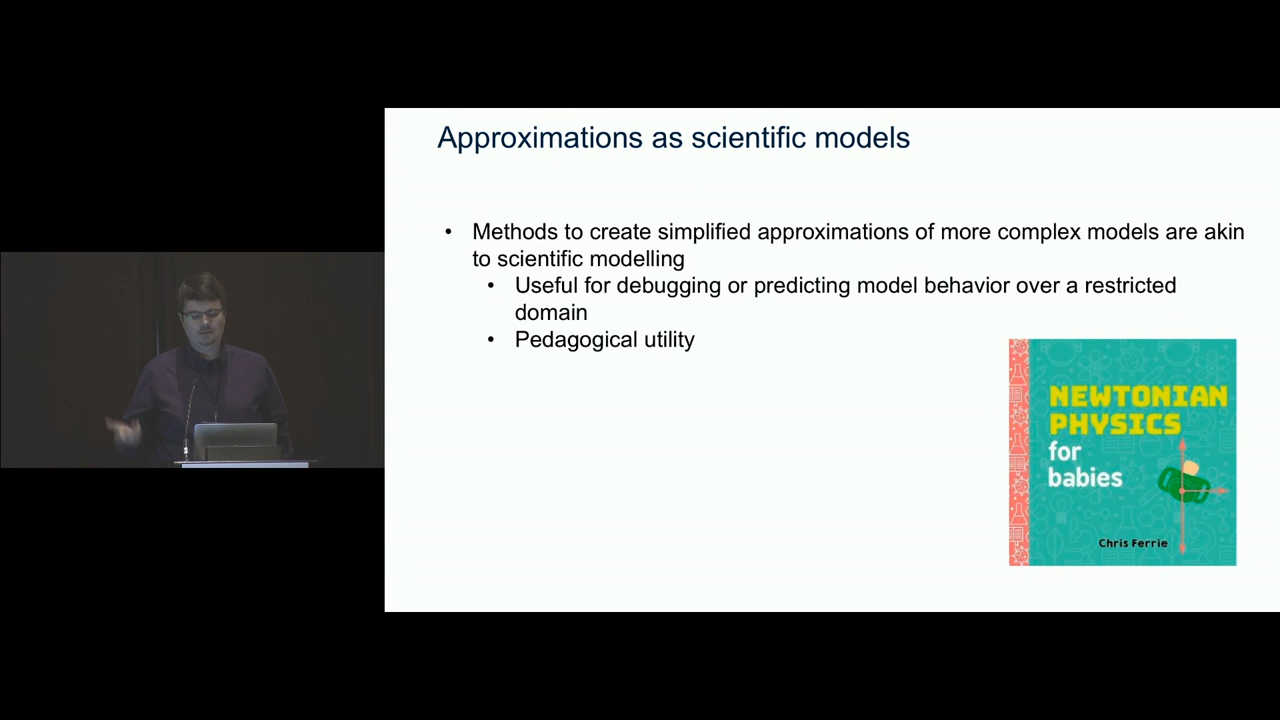 Approximations as scientific models
• Methods to create simplified approximations of more complex models are akin
to scientific modelling
• Useful for debugging or predicting model behavior over a restricted
domain
• Pedagogical utility
NEWTONIAN
PHYSICS
for
babies
Chris Ferrie